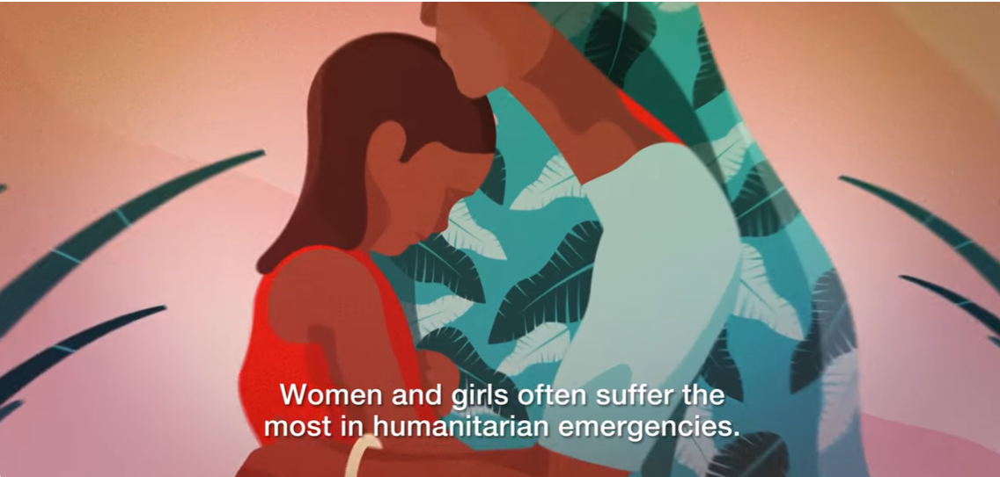 Women and girls often suffer the
most in humanitarian emergencies.